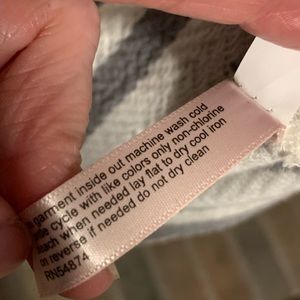 garment inside out machine wash cold
cycle with like colors only non-chlorine
when needed lay flat to dry cool iron
on reverse if needed do not dry clean
RN54874